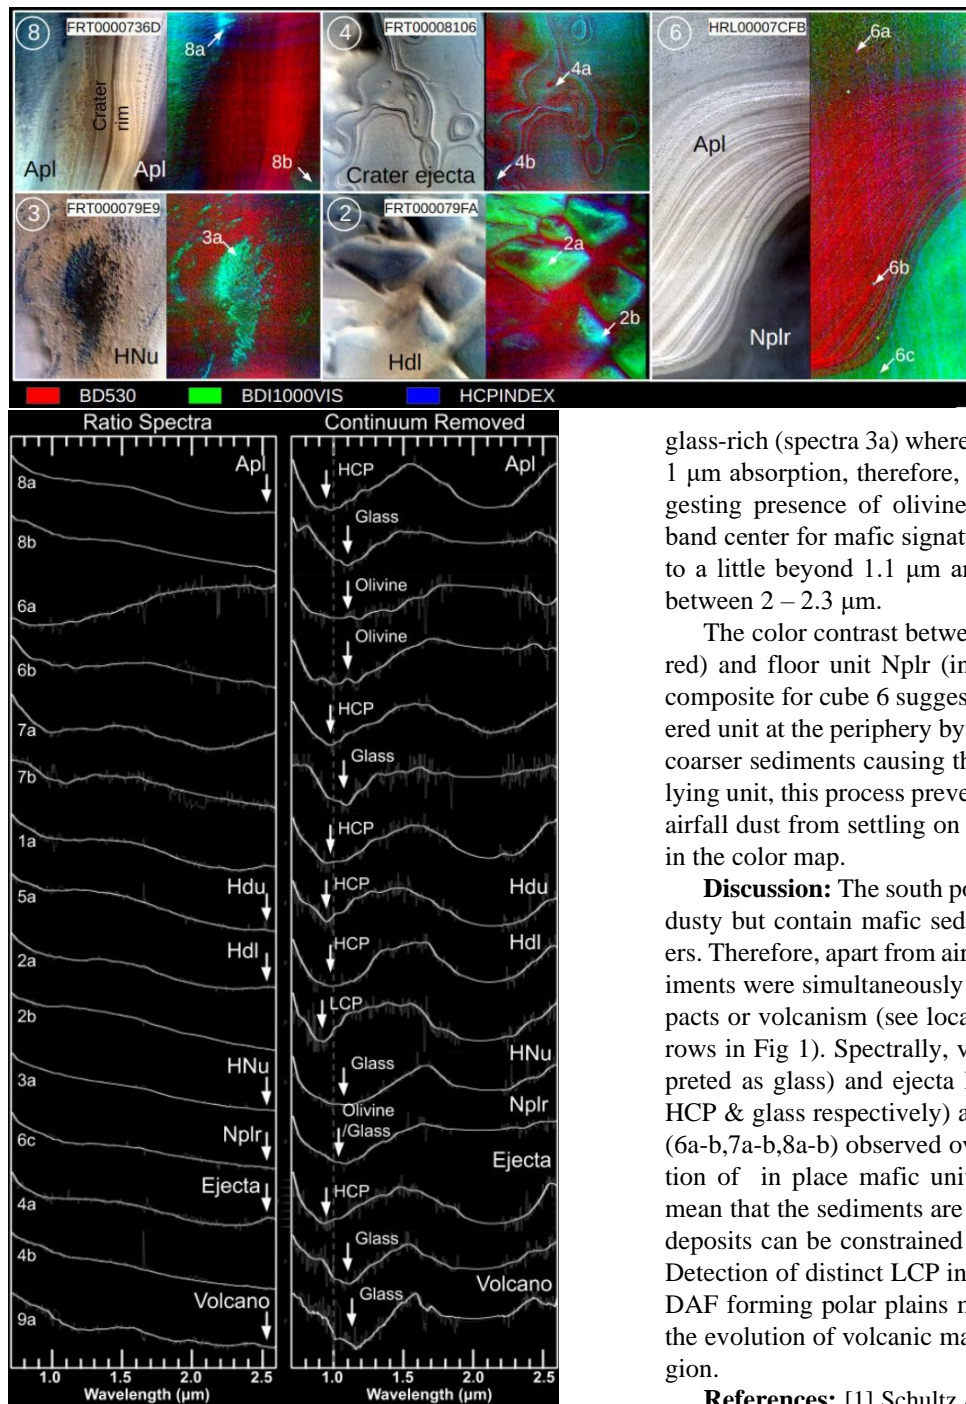 8 FRT0000736D
8a
Crater rim
Apl
Apl
8b
4 FRT00008106
4a
Crater ejecta
4b
6 HRL00007CFB
6a
Apl
6b
Nplr
6c
3 FRT000079E9
3a
HNu
2 FRT000079FA
2a
2b
Hdl
BD530 BDI1000VIS HCPINDEX
Ratio Spectra
Apl
8a
8b
6a
6b
7a
7b
1a
Hdu
5a
Hdl
2a
2b
HNu
3a
Nplr
6c
Ejecta
4a
4b
Volcano
9a
1.0 1.5 2.0 2.5
Wavelength (µm)
Continuum Removed
HCP Apl
Glass
Olivine
Olivine
HCP
Glass
HCP
HCP Hdu
HCP Hdl
LCP
HNu
Glass
Nplr
Olivine
/Glass
Ejecta
HCP
Glass
Volcano
Glass
1.0 1.5 2.0 2.5
Wavelength (µm)
glass-rich (spectra 3a) where
1 µm absorption, therefore,
gesting presence of olivine
band center for mafic signat
to a little beyond 1.1 µm an
between 2 – 2.3 µm.
The color contrast betwe
red) and floor unit Nplr (in
composite for cube 6 sugges
ered unit at the periphery by
coarser sediments causing th
lying unit, this process preve
airfall dust from settling on
in the color map.
Discussion: The south po
dusty but contain mafic sed
ers. Therefore, apart from air
iments were simultaneously
pacts or volcanism (see loca
rows in Fig 1). Spectrally, v
preted as glass) and ejecta
HCP & glass respectively) a
(6a-b,7a-b,8a-b) observed ov
tion of in place mafic uni
mean that the sediments are
deposits can be constrained
Detection of distinct LCP in
DAF forming polar plains m
the evolution of volcanic ma
gion.
References: [1] Schultz